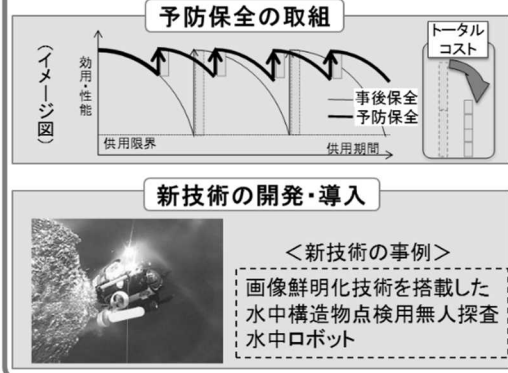 予防保全の取組
(イメージ図)
効用・性能
供用限界
供用期間
事後保全
予防保全
トータル
コスト
新技術の開発・導入
＜新技術の事例＞
画像鮮明化技術を搭載した
水中構造物点検用無人探査
水中ロボット